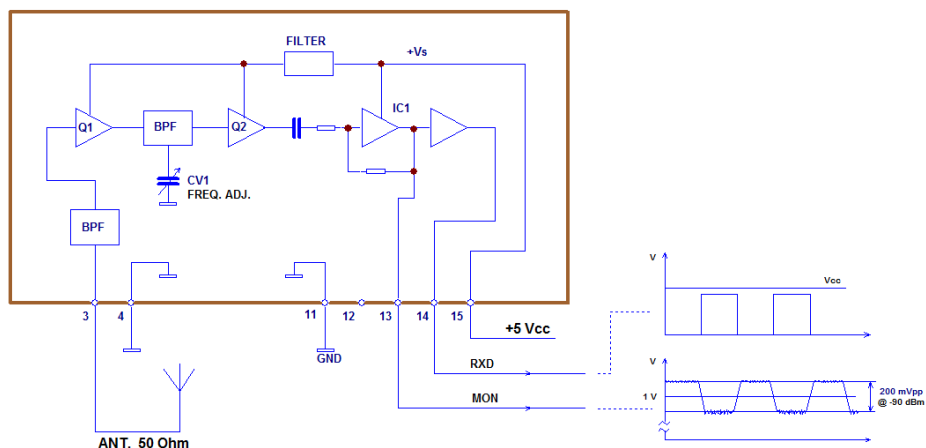 FILTER
+Vs
IC1
Q1
BPF
Q2
CV1
FREQ. ADJ.
BPF
V
Vcc
3
4
11
12
13
14
15
+5 Vcc
GND
RXD
V
MON
1 V
200 mVpp
@ -90 dBm
ANT. 50 Ohm